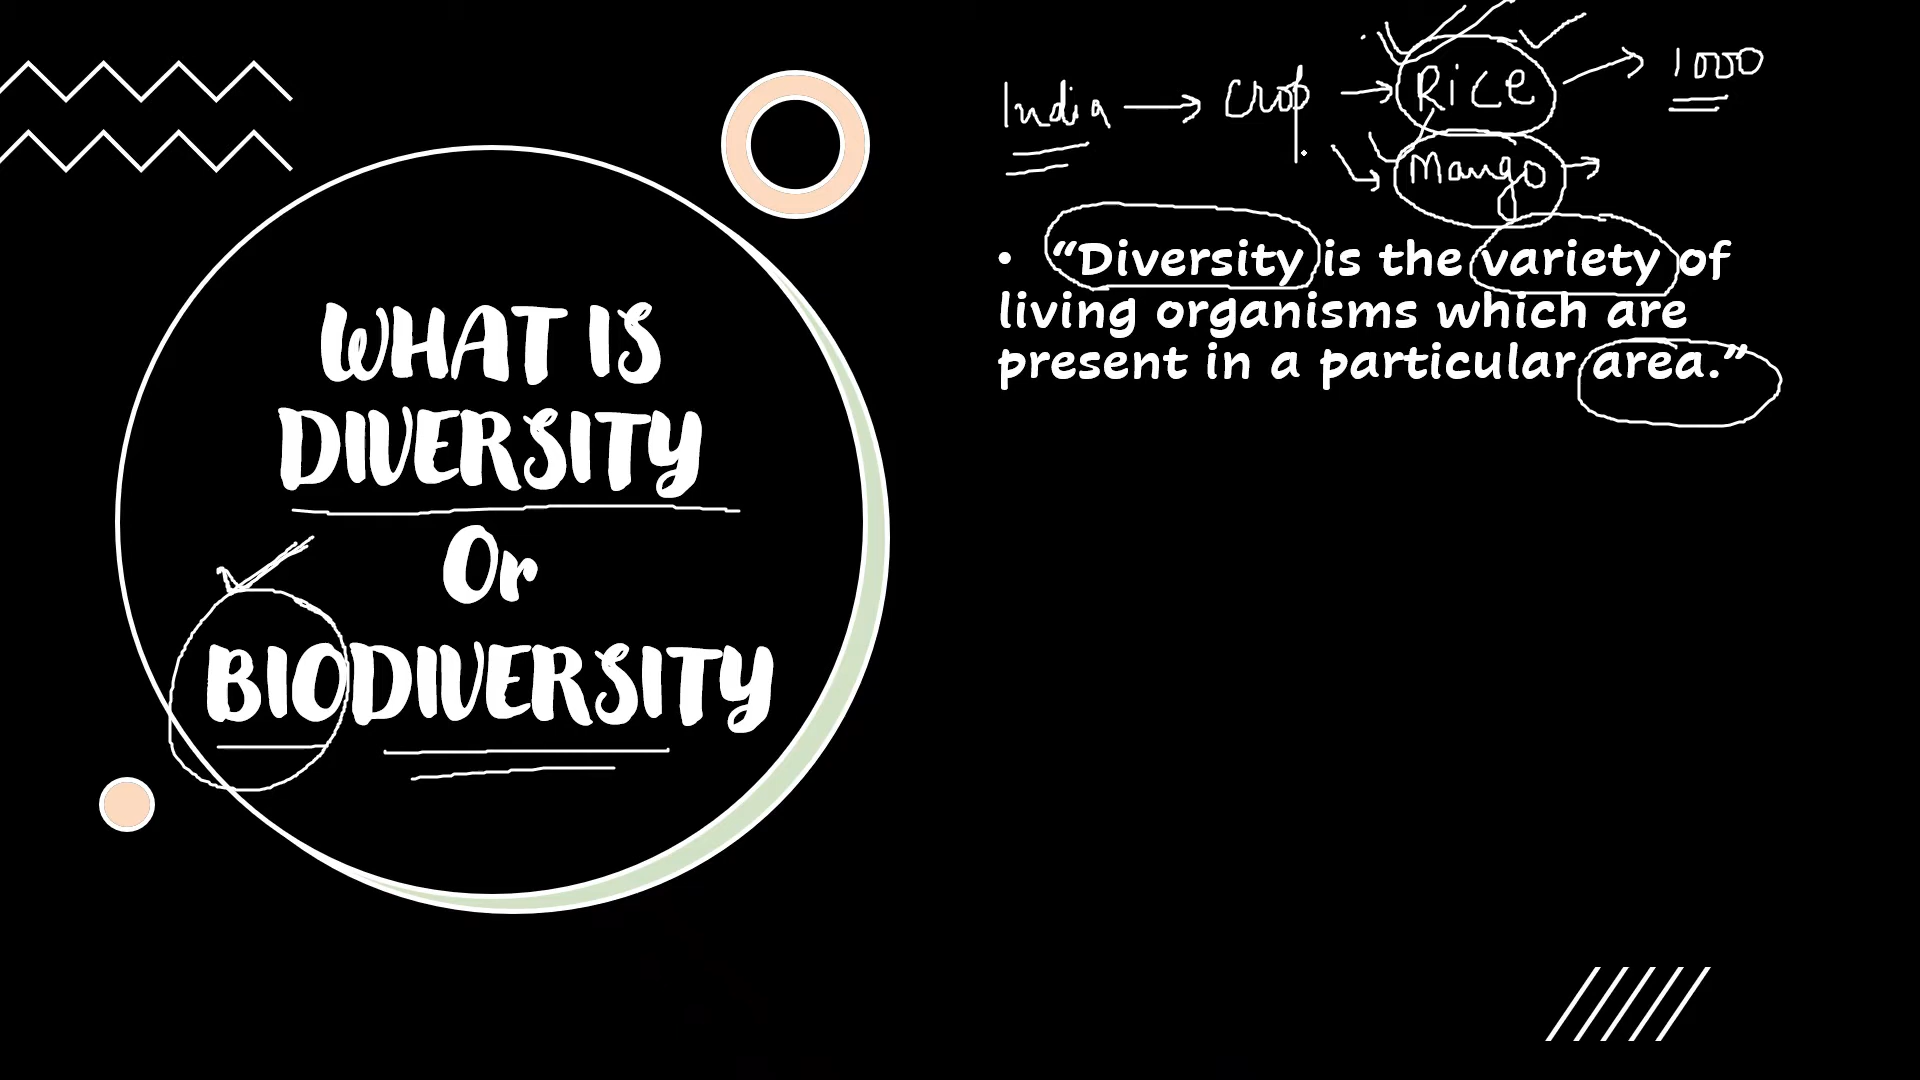 WHAT IS
DIVERSITY
Or
BIODIVERSITY
India → Crop → Rice → 1000
Mango →
• “Diversity is the variety of
living organisms which are
present in a particular area.”